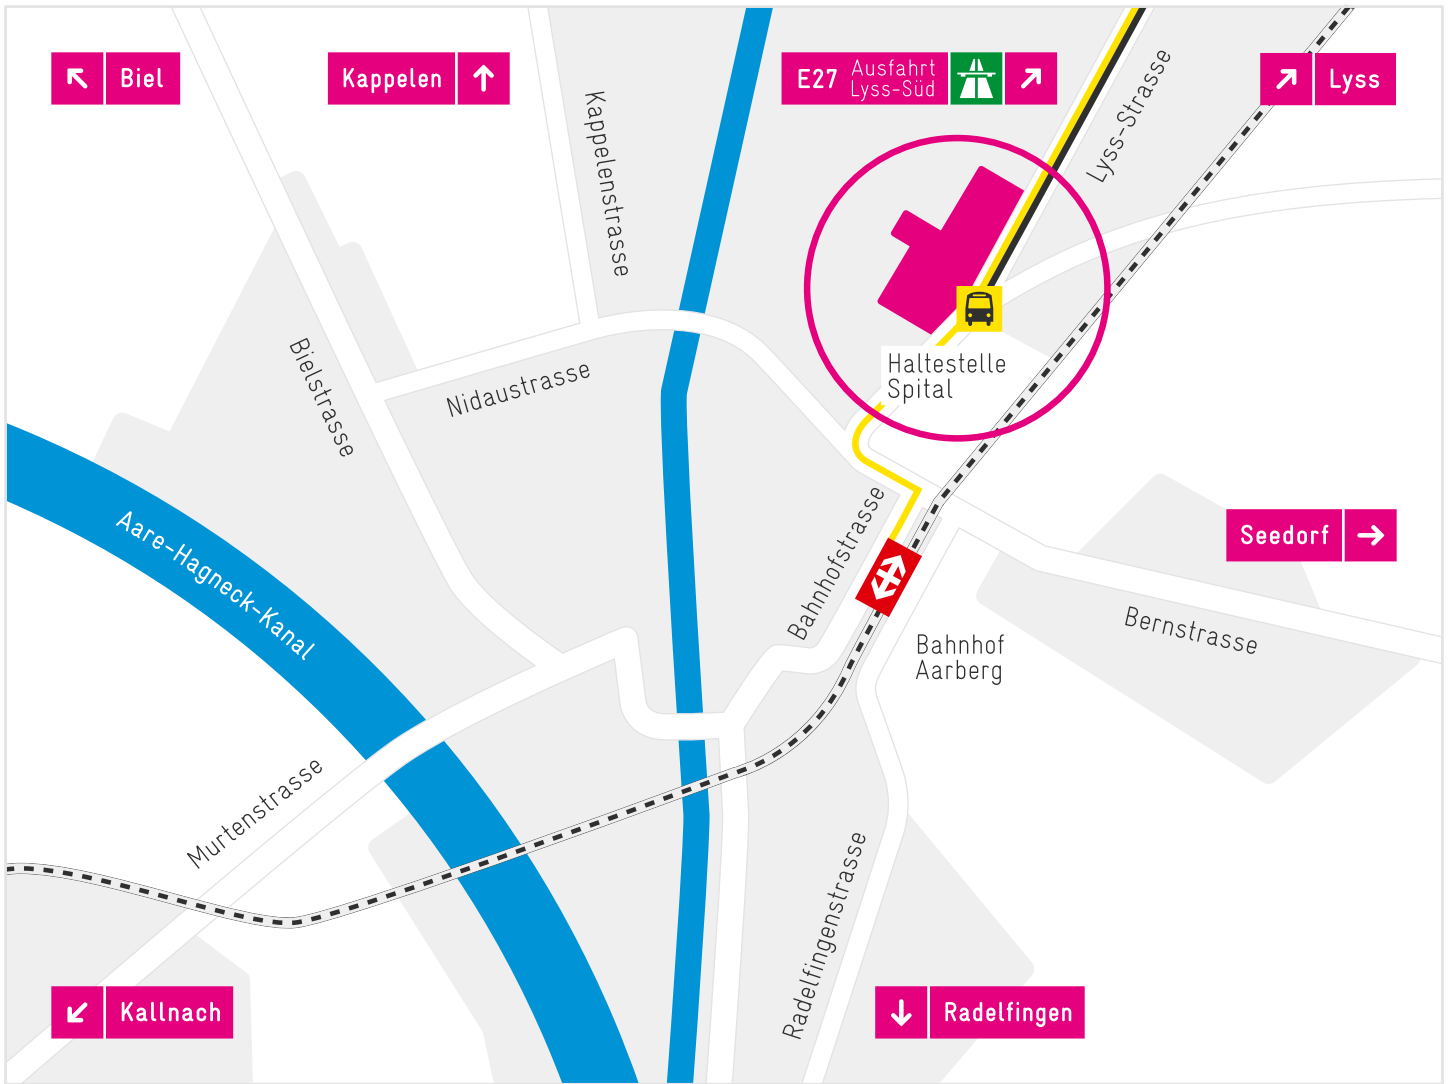 Biel
Kappelen
E27
Ausfahrt
Lyss-Süd
Lyss
Lyss-Strasse
Kappelenstrasse
Haltestelle
Spital
Bielstrasse
Nidaustrasse
Bahnhofstrasse
Aare-Hagneck-Kanal
Seedorf
Bernstrasse
Bahnhof
Aarberg
Murtenstrasse
Radelfingenstrasse
Kallnach
Radelfingen